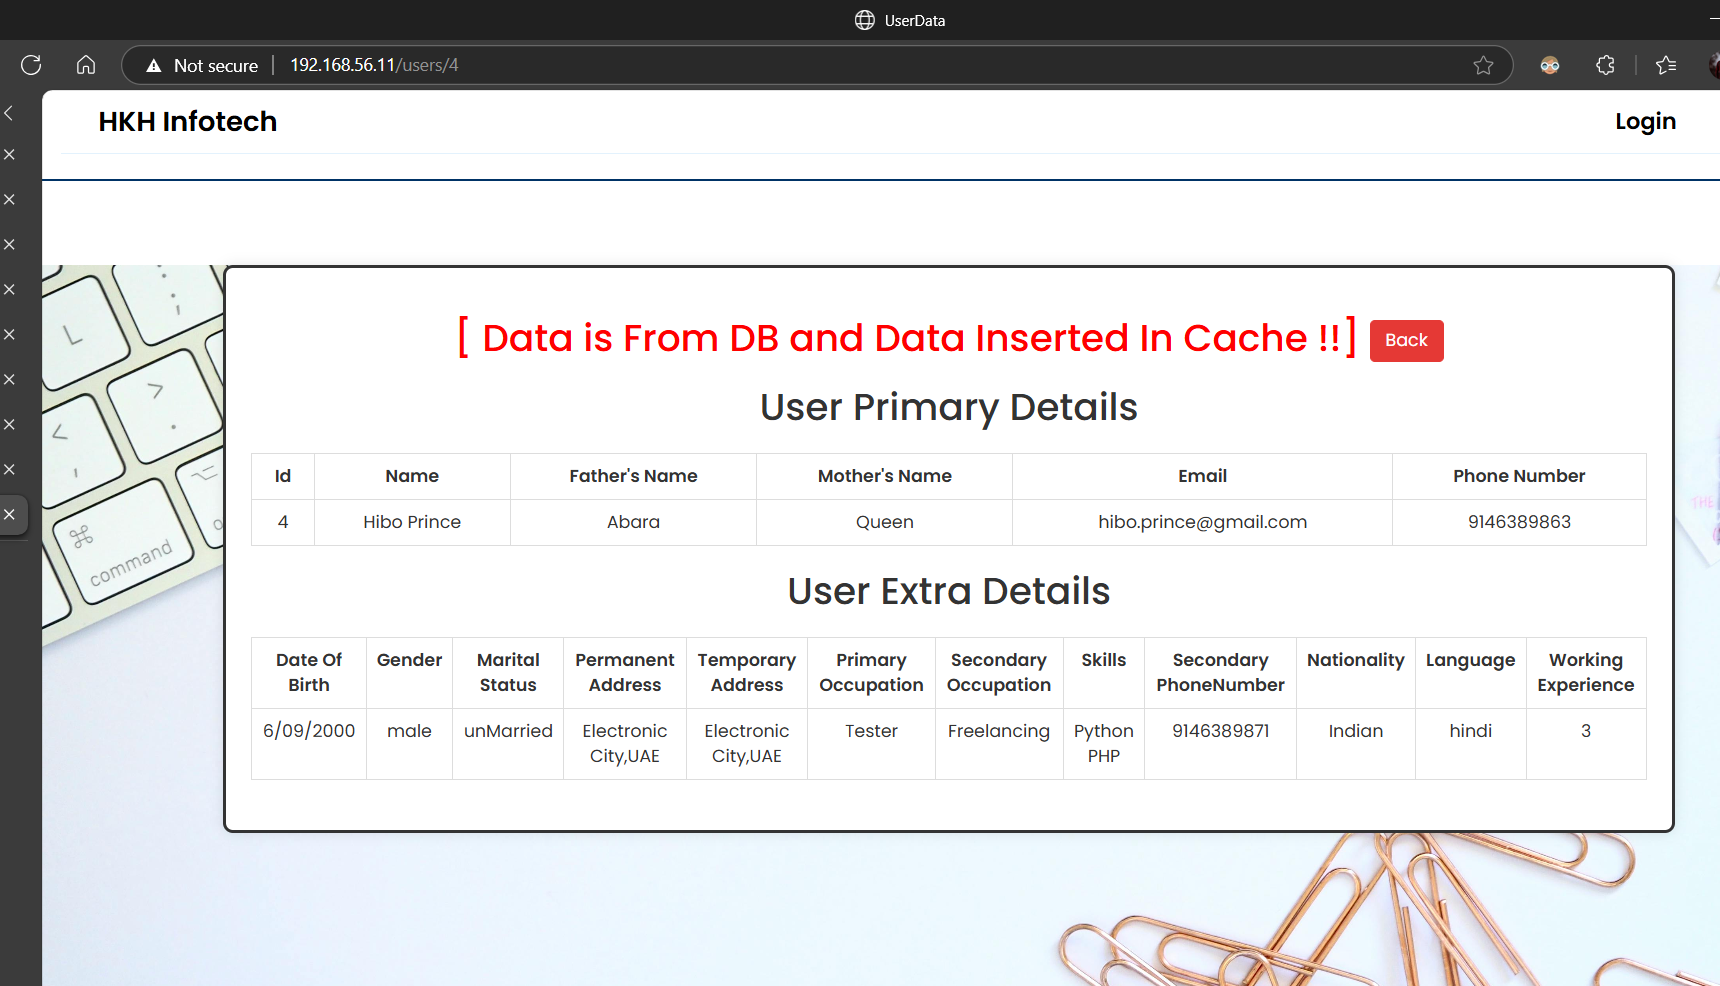 UserData
Not secure 192.168.56.11/users/4
HKH Infotech Login
[ Data is From DB and Data Inserted In Cache !!] Back
User Primary Details
Id Name Father's Name Mother's Name Email Phone Number
4 Hibo Prince Abara Queen hibo.prince@gmail.com 9146389863
User Extra Details
Date Of Gender Marital Permanent Temporary Primary Secondary Skills Secondary Nationality Language Working
Birth Status Address Address Occupation Occupation PhoneNumber Experience
6/09/2000 male unMarried Electronic Electronic Tester Freelancing Python 9146389871 Indian hindi 3
City,UAE City,UAE PHP
L
;
:
>
.
<
,
⌘
command
THE